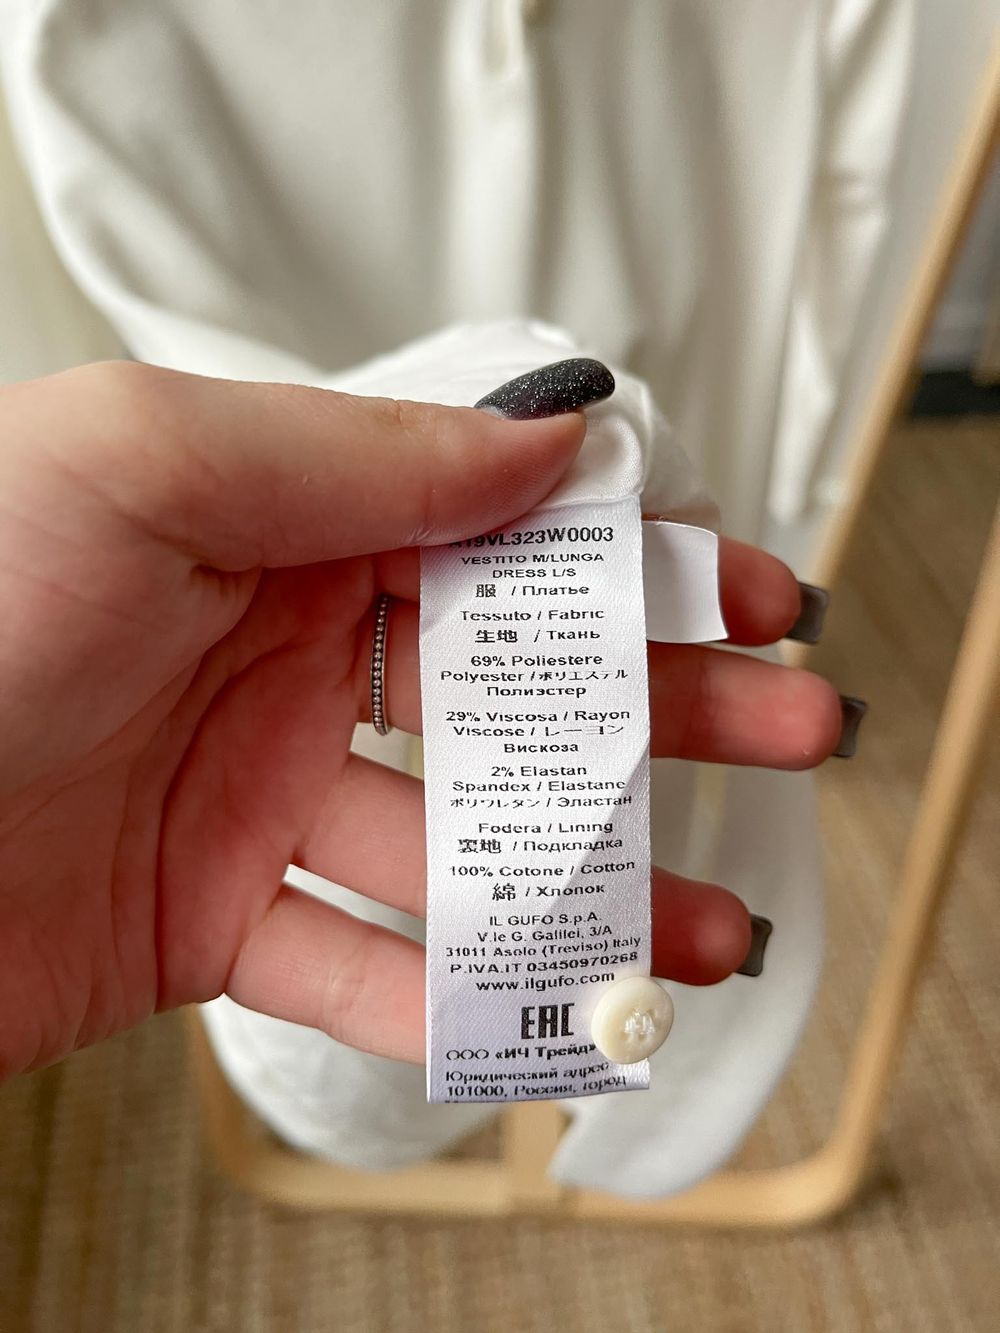 A19VL323W0003
VESTITO M/LUNGA
DRESS L/S
服 / Платье
Tessuto / Fabric
生地 / Ткань
69% Poliestere
Polyester / ポリエステル
Полиэстер
29% Viscosa / Rayon
Viscose / レーヨン
Вискоза
2% Elastan
Spandex / Elastane
ポリウレタン / Эластан
Fodera / Lining
裏地 / Подкладка
100% Cotone / Cotton
綿 / Хлопок
IL GUFO S.p.A.
V.le G. Galilei, 3/A
31011 Asolo (Treviso) Italy
P.IVA.IT 03450970268
www.ilgufo.com
EAC
ООО «ИЧ Трейд»
Юридический адрес
101000, Россия, город